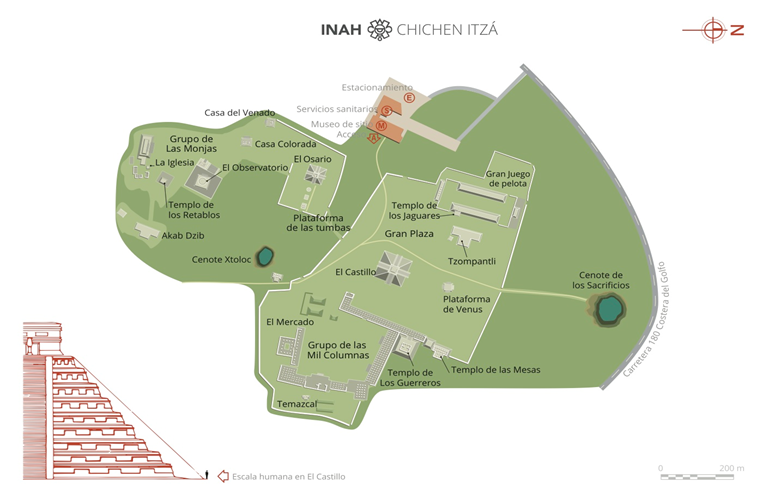 INAH CHICHEN ITZÁ
N
Estacionamiento
E
Servicios sanitarios
S
Museo de
M
A
Casa del Venado
Grupo de
Las Monjas
Casa Colorada
La Iglesia
El Observatorio
El Osario
Gran Juego
de pelota
Templo de
los Retablos
Templo de
los Jaguares
Plataforma
de las tumbas
Gran Plaza
Akab Dzib
Cenote Xtoloc
Tzompantli
El Castillo
Cenote de
los Sacrificios
Plataforma
de Venus
El Mercado
Grupo de las
Mil Columnas
Templo de las Mesas
Templo de
Los Guerreros
Temazcal
Carretera 180 Costera del Golfo
Escala humana en El Castillo
0 200 m